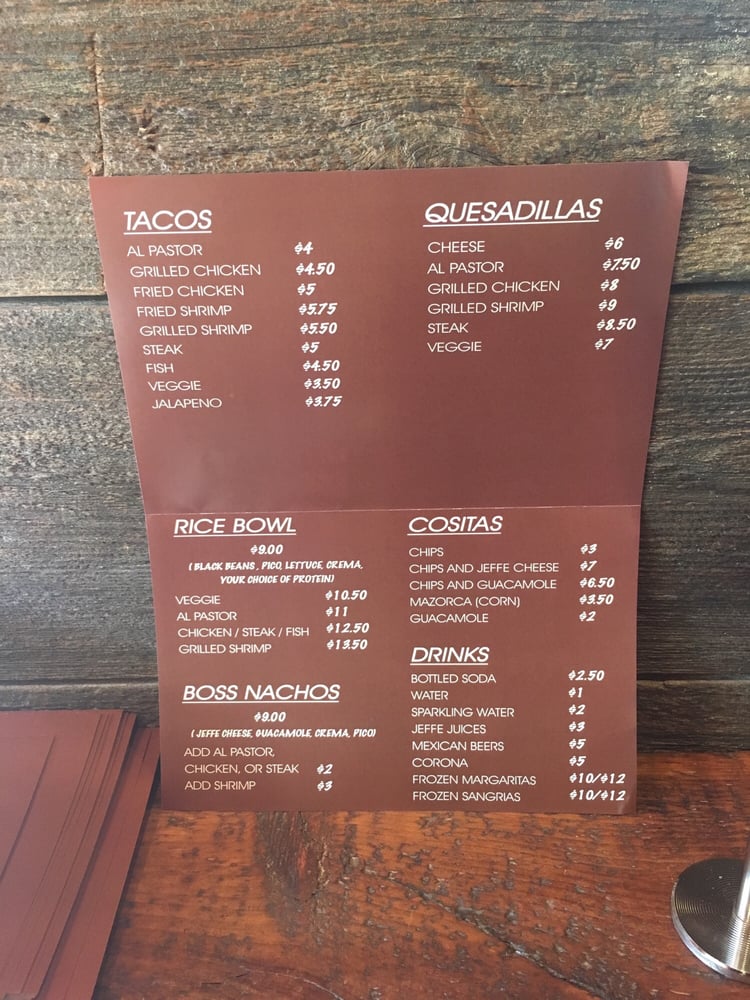 TACOS
AL PASTOR $4
GRILLED CHICKEN $4.50
FRIED CHICKEN $5
FRIED SHRIMP $5.75
GRILLED SHRIMP $5.50
STEAK $5
FISH $4.50
VEGGIE $3.50
JALAPENO $3.75
QUESADILLAS
CHEESE $6
AL PASTOR $7.50
GRILLED CHICKEN $8
GRILLED SHRIMP $9
STEAK $8.50
VEGGIE $7
RICE BOWL
$9.00
( BLACK BEANS , PICO, LETTUCE, CREMA,
YOUR CHOICE OF PROTEIN)
VEGGIE $10.50
AL PASTOR $11
CHICKEN / STEAK / FISH $12.50
GRILLED SHRIMP $13.50
BOSS NACHOS
$9.00
( JEFFE CHEESE, GUACAMOLE, CREMA, PICO)
ADD AL PASTOR,
CHICKEN, OR STEAK $2
ADD SHRIMP $3
COSITAS
CHIPS $3
CHIPS AND JEFFE CHEESE $7
CHIPS AND GUACAMOLE $6.50
MAZORCA (CORN) $3.50
GUACAMOLE $2
DRINKS
BOTTLED SODA $2.50
WATER $1
SPARKLING WATER $2
JEFFE JUICES $3
MEXICAN BEERS $5
CORONA $5
FROZEN MARGARITAS $10/$12
FROZEN SANGRIAS $10/$12